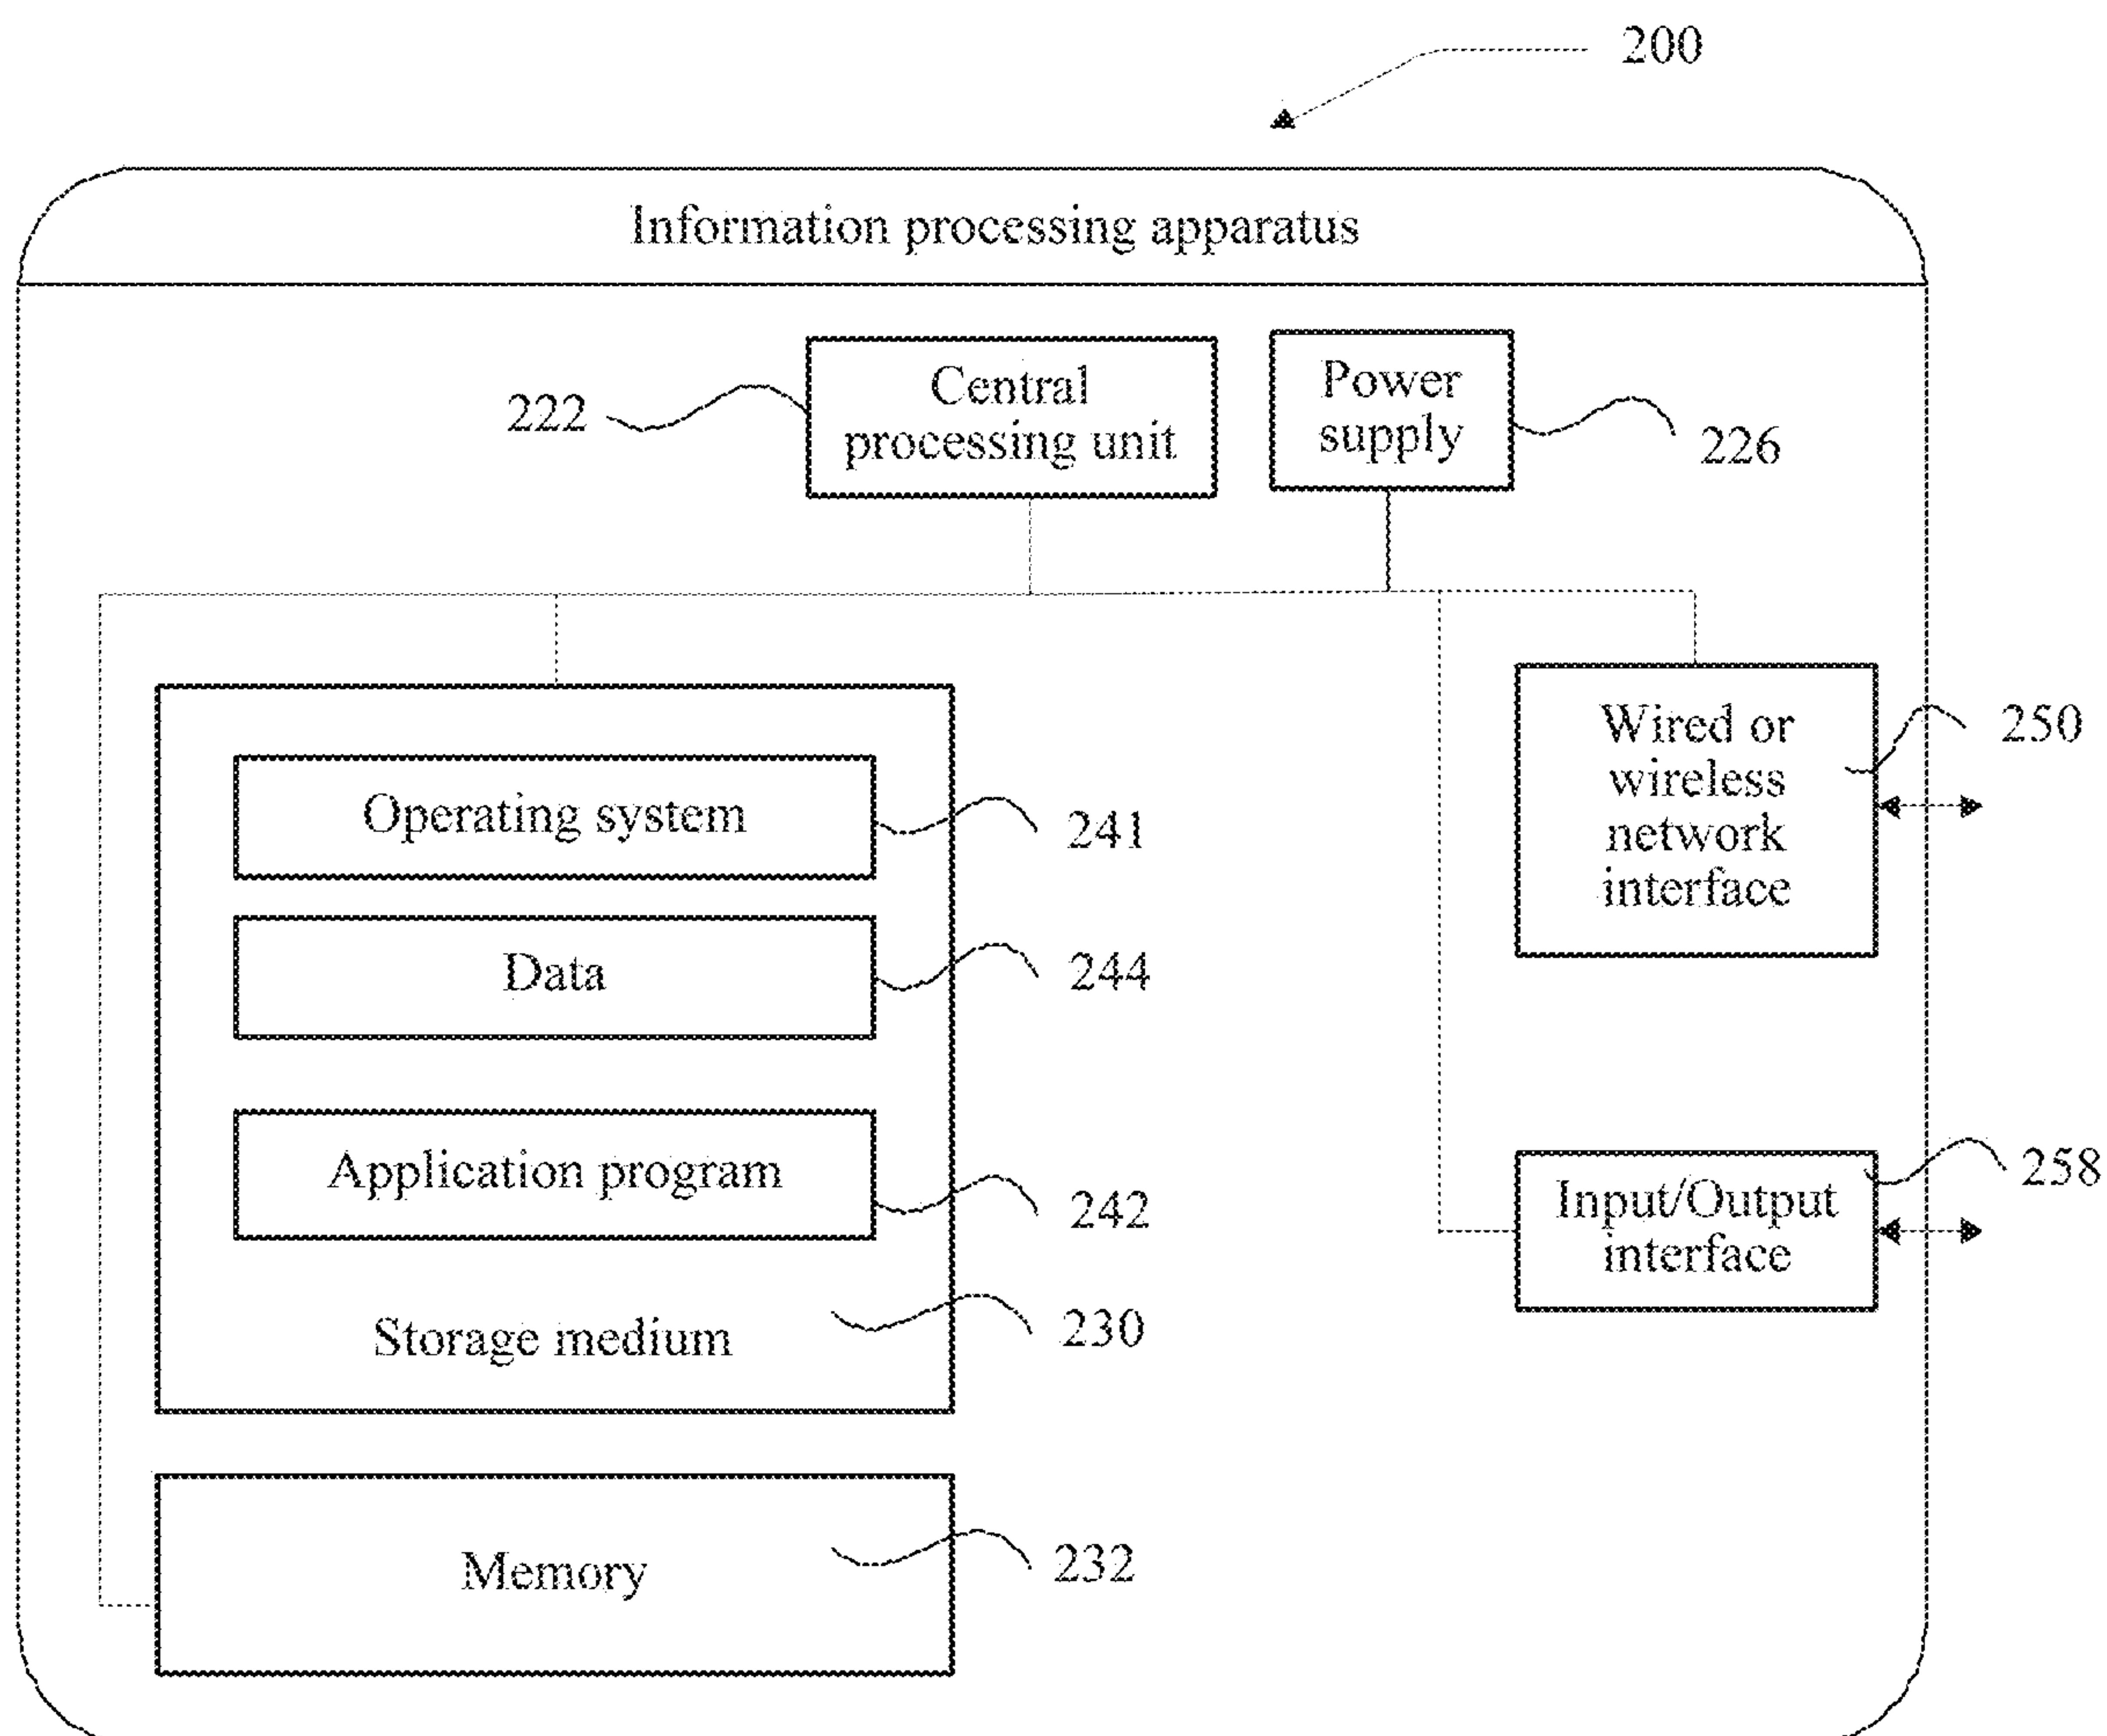 200
Information processing apparatus
222
Central
processing unit
Power
supply
226
Operating system
241
Data
244
Application program
242
Storage medium
230
Memory
232
Wired or
wireless
network
interface
250
Input/Output
interface
258